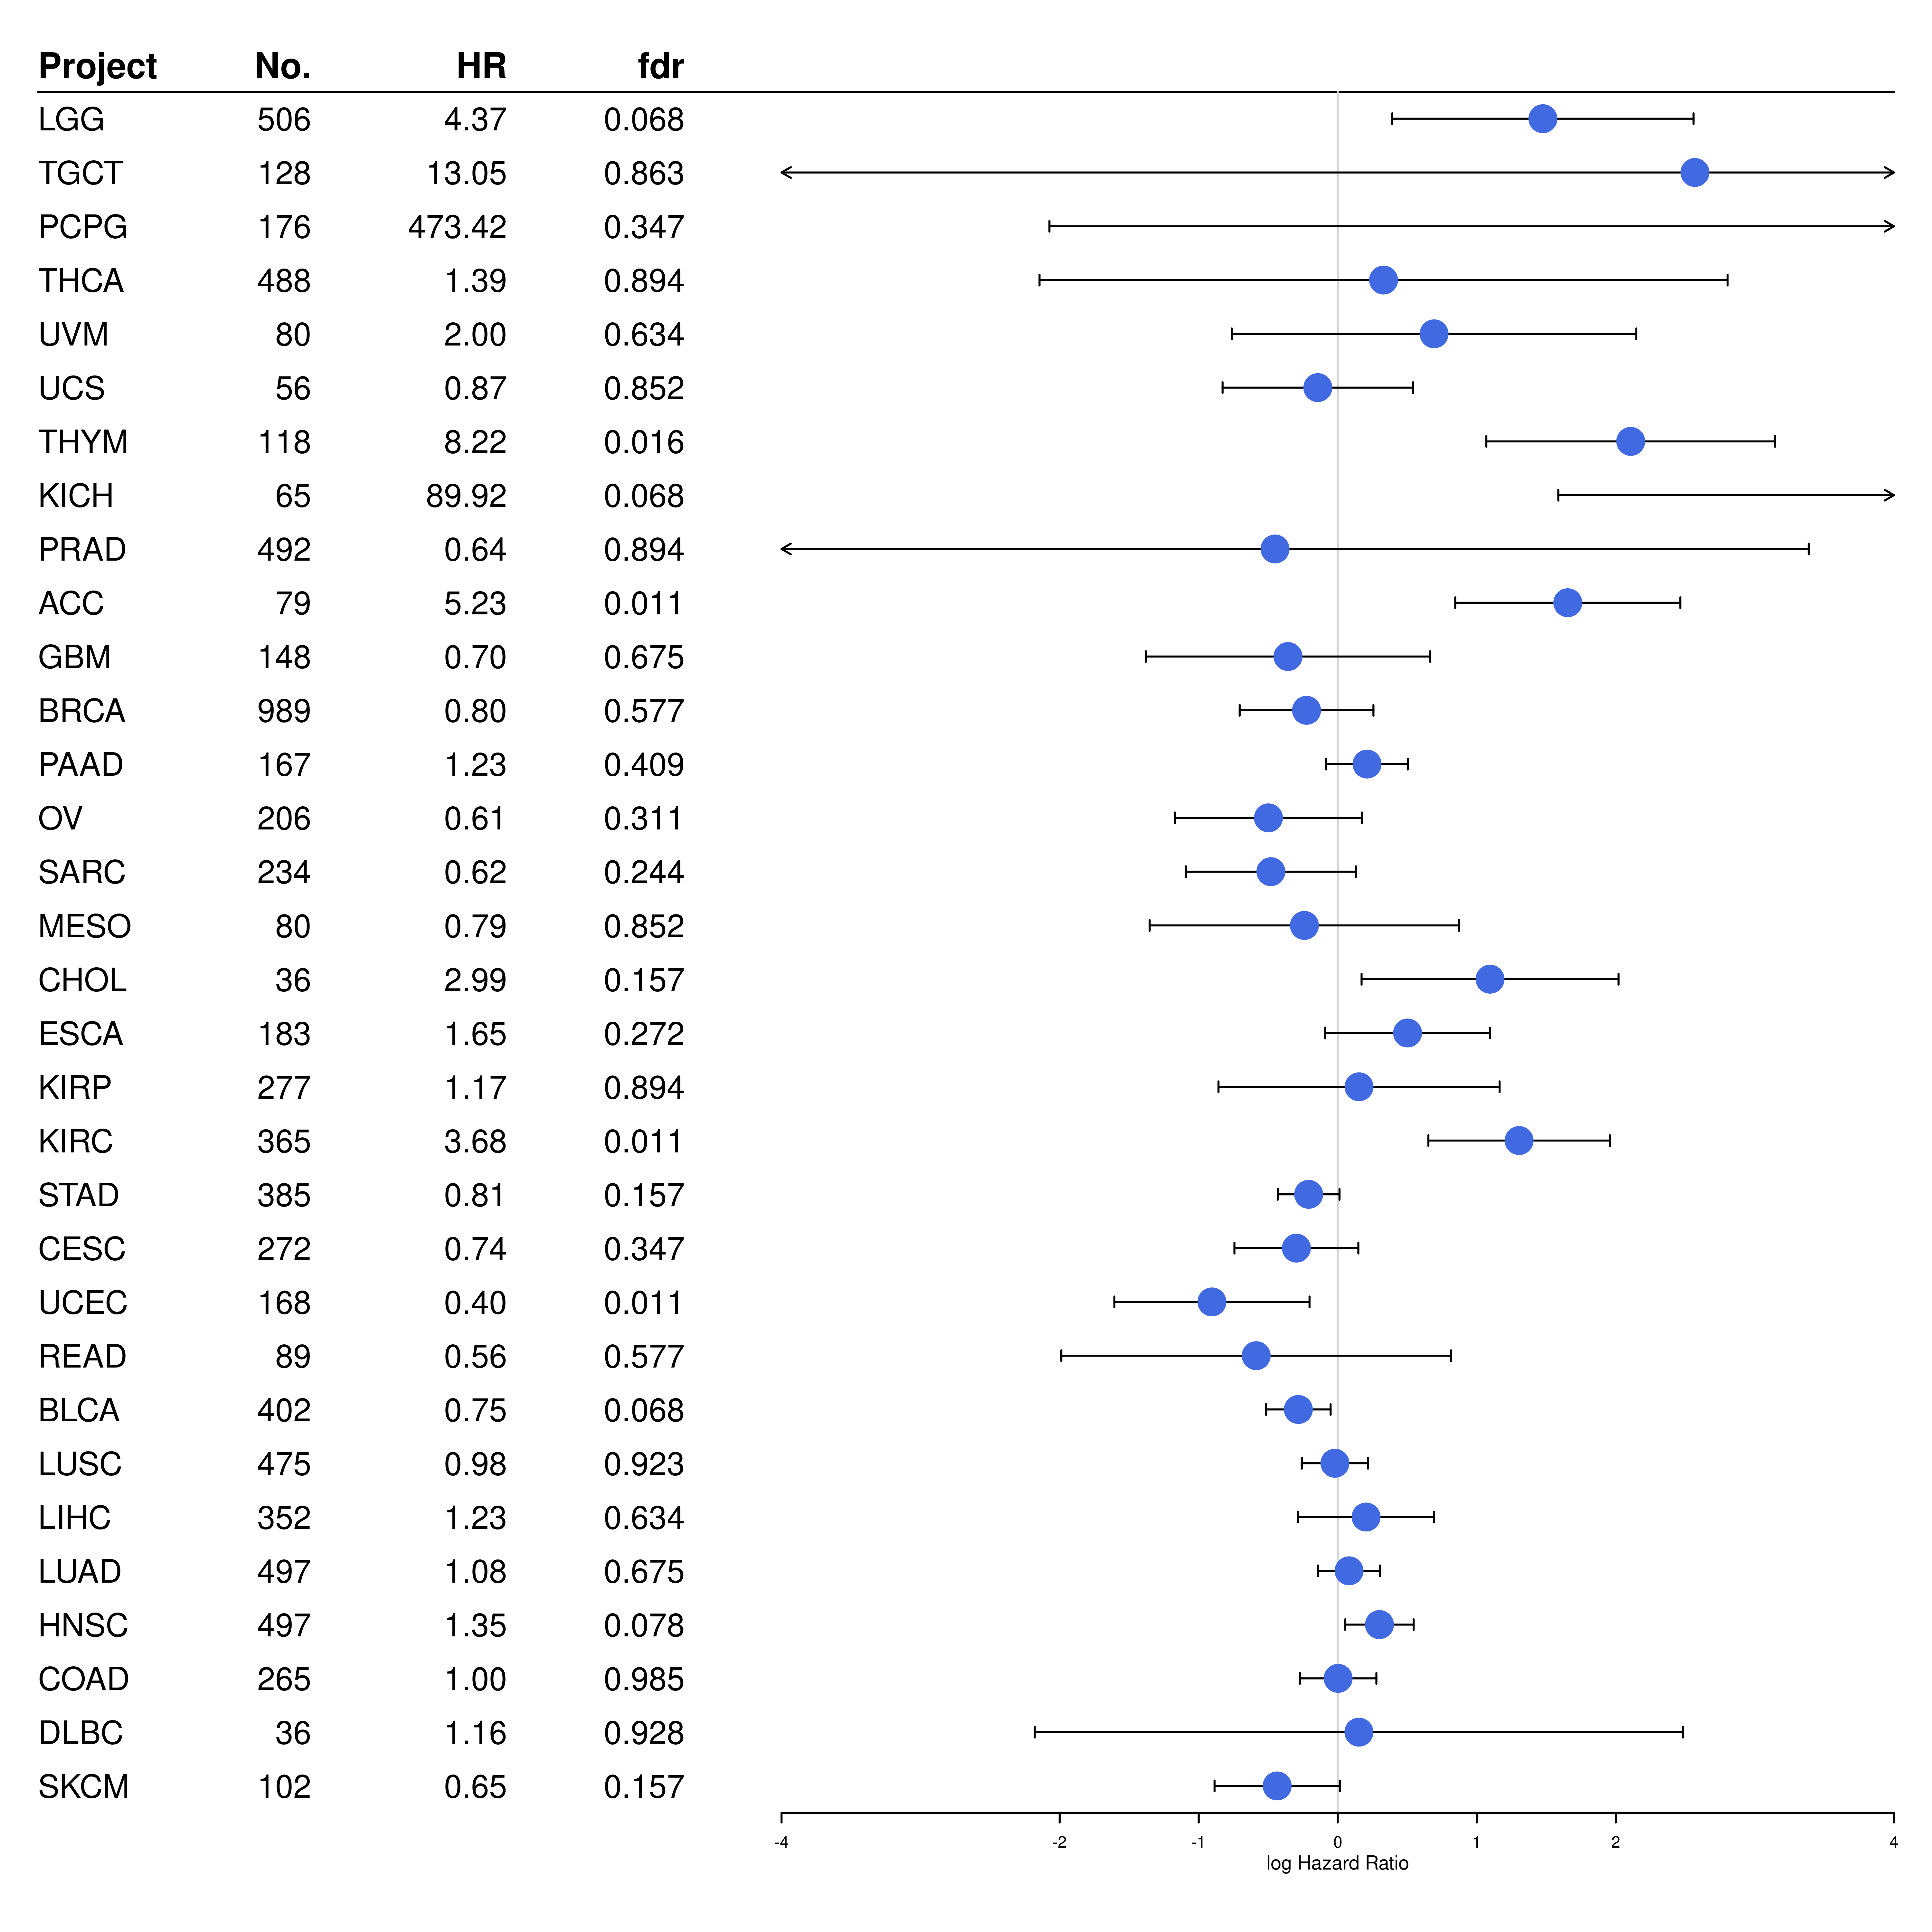 Project No. HR fdr
LGG 506 4.37 0.068
TGCT 128 13.05 0.863
PCPG 176 473.42 0.347
THCA 488 1.39 0.894
UVM 80 2.00 0.634
UCS 56 0.87 0.852
THYM 118 8.22 0.016
KICH 65 89.92 0.068
PRAD 492 0.64 0.894
ACC 79 5.23 0.011
GBM 148 0.70 0.675
BRCA 989 0.80 0.577
PAAD 167 1.23 0.409
OV 206 0.61 0.311
SARC 234 0.62 0.244
MESO 80 0.79 0.852
CHOL 36 2.99 0.157
ESCA 183 1.65 0.272
KIRP 277 1.17 0.894
KIRC 365 3.68 0.011
STAD 385 0.81 0.157
CESC 272 0.74 0.347
UCEC 168 0.40 0.011
READ 89 0.56 0.577
BLCA 402 0.75 0.068
LUSC 475 0.98 0.923
LIHC 352 1.23 0.634
LUAD 497 1.08 0.675
HNSC 497 1.35 0.078
COAD 265 1.00 0.985
DLBC 36 1.16 0.928
SKCM 102 0.65 0.157
-4 -2 -1 0 1 2 4
log Hazard Ratio